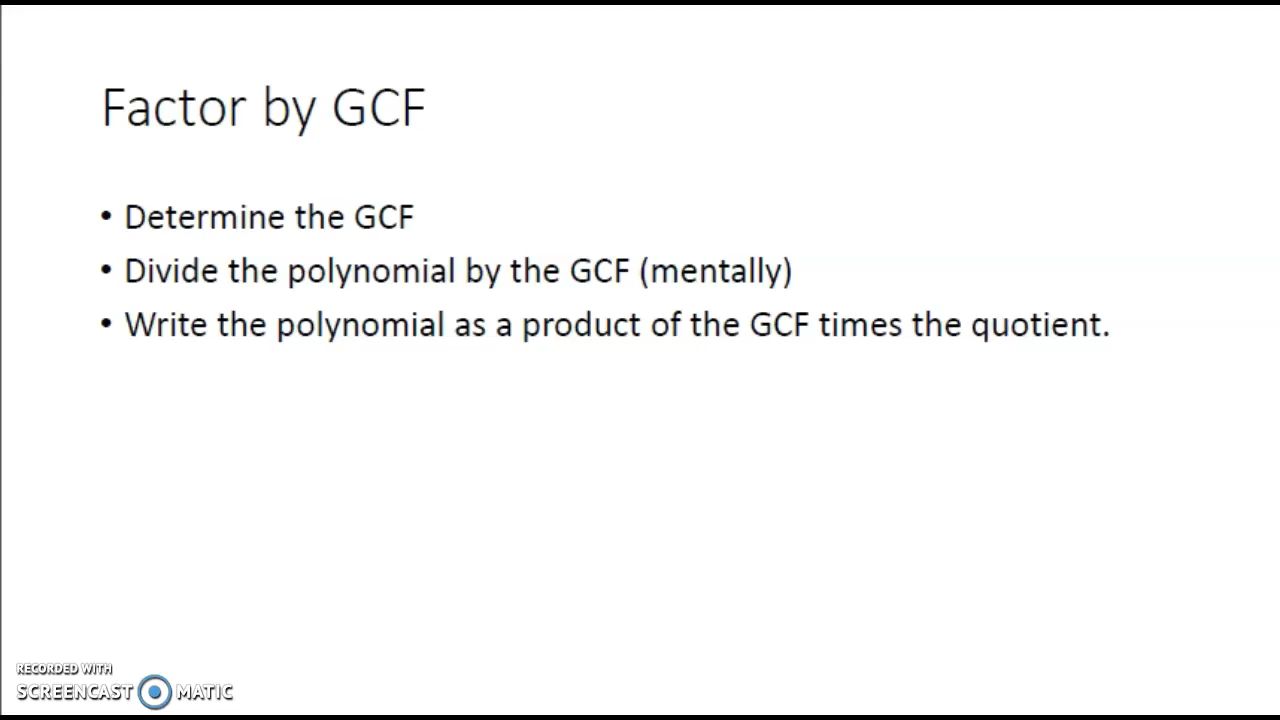 Factor by GCF
• Determine the GCF
• Divide the polynomial by the GCF (mentally)
• Write the polynomial as a product of the GCF times the quotient.
RECORDED WITH
SCREENCAST MATIC